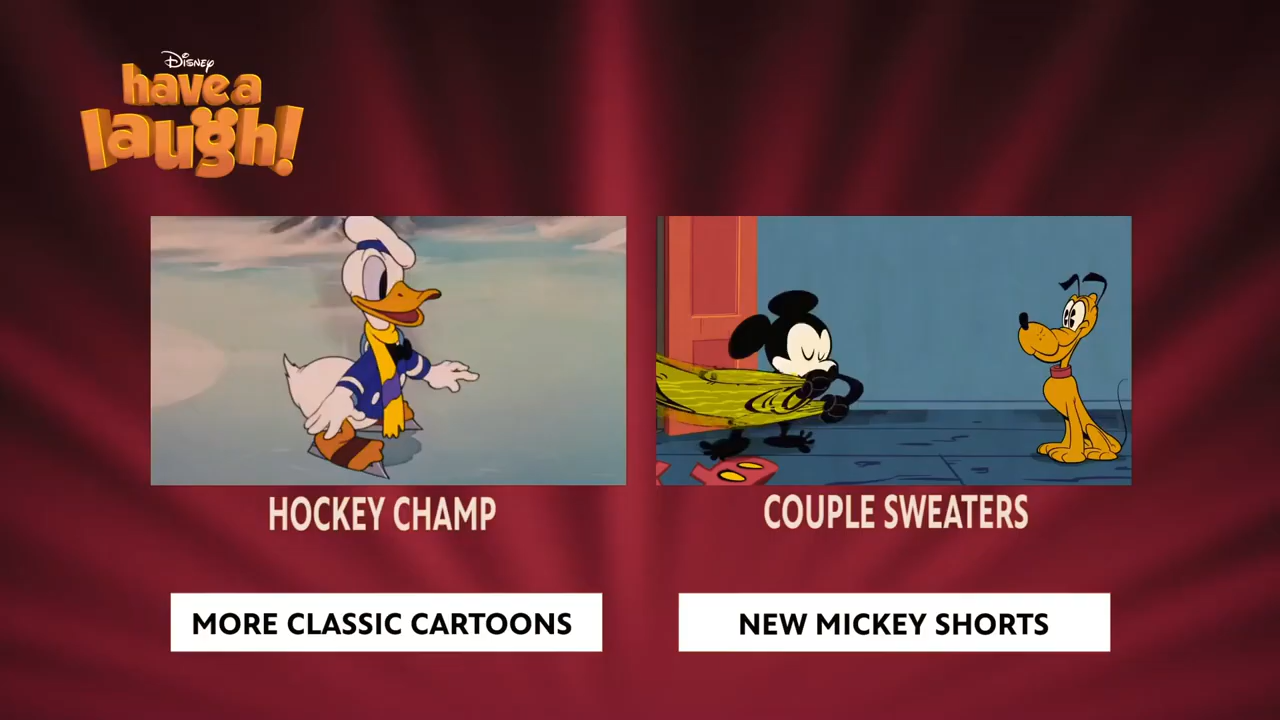 Disney
have a
laugh!
HOCKEY CHAMP
COUPLE SWEATERS
MORE CLASSIC CARTOONS
NEW MICKEY SHORTS